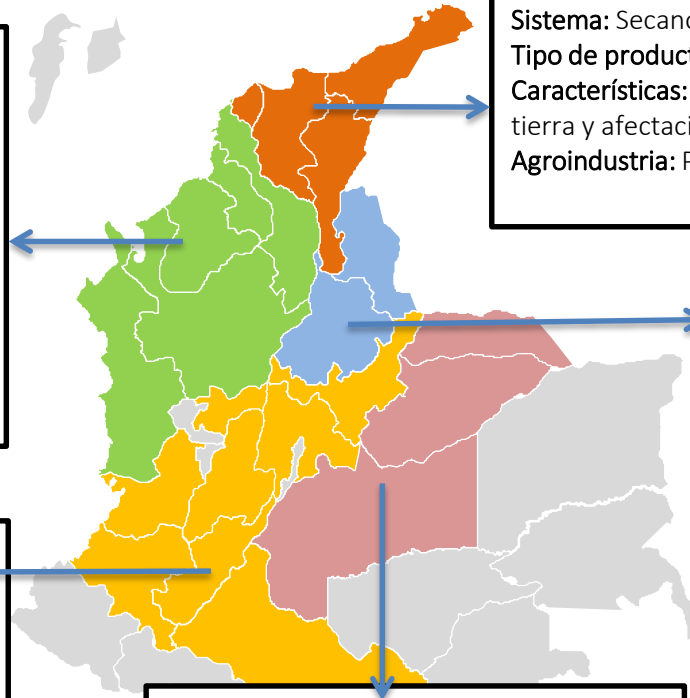 Sistema: Secano
Tipo de product
Características:
tierra y afectaci
Agroindustria: P